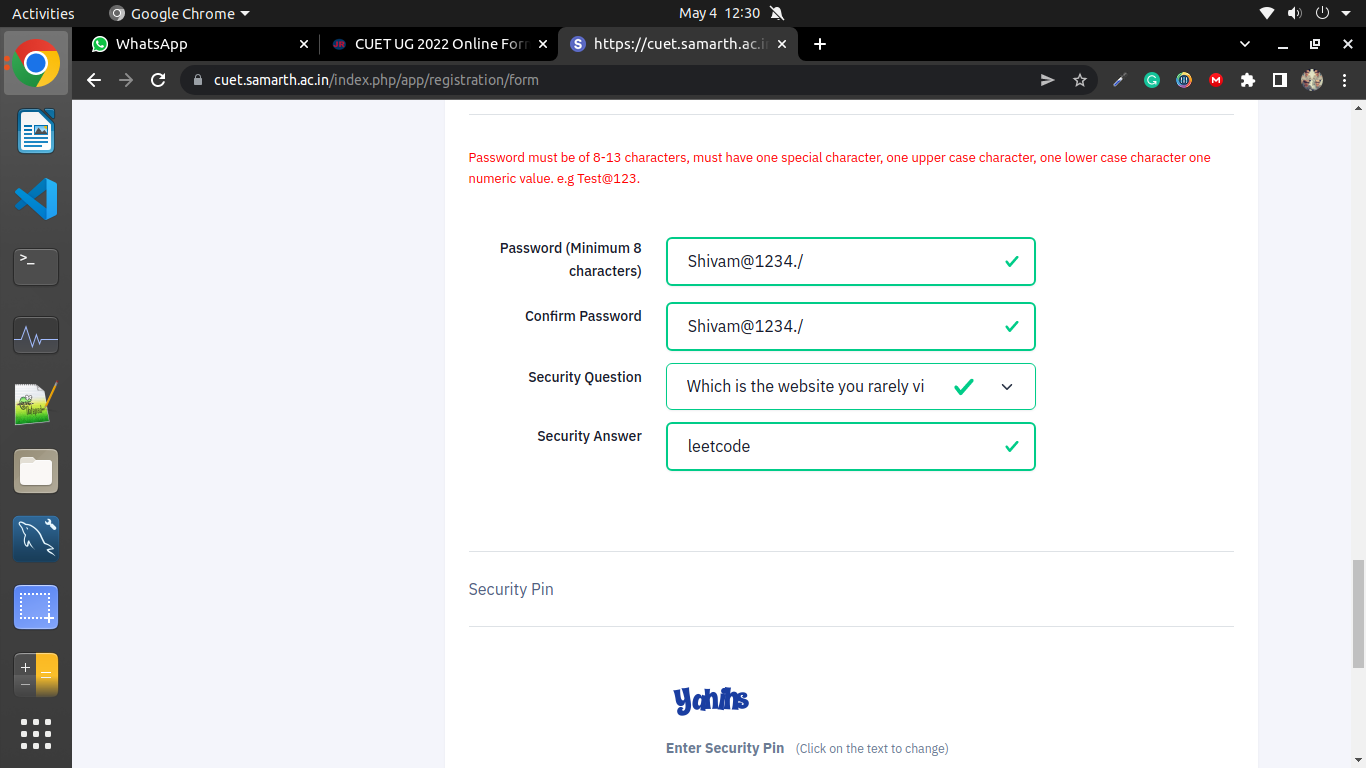 Activities
Google Chrome
May 4 12:30
WhatsApp
CUET UG 2022 Online For
https://cuet.samarth.ac.i
cuet.samarth.ac.in/index.php/app/registration/form
Password must be of 8-13 characters, must have one special character, one upper case character, one lower case character one
numeric value. e.g Test@123.
Password (Minimum 8
characters)
Shivam@1234./
Confirm Password
Shivam@1234./
Security Question
Which is the website you rarely vi
Security Answer
leetcode
Security Pin
Enter Security Pin (Click on the text to change)